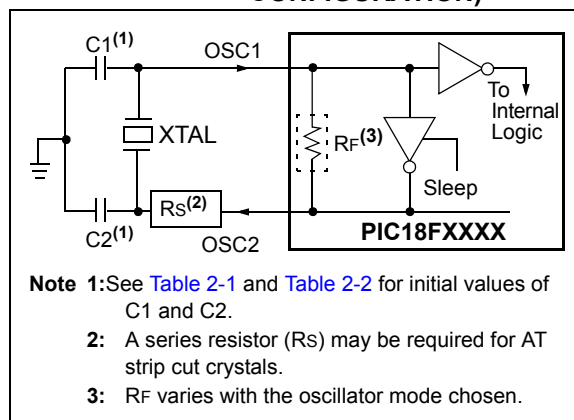 CONFIGURATION)
C1(1)
OSC1
To
Internal
Logic
XTAL
RF(3)
Sleep
RS(2)
C2(1)
OSC2
PIC18FXXXX
Note 1:See Table 2-1 and Table 2-2 for initial values of
C1 and C2.
2: A series resistor (RS) may be required for AT
strip cut crystals.
3: RF varies with the oscillator mode chosen.